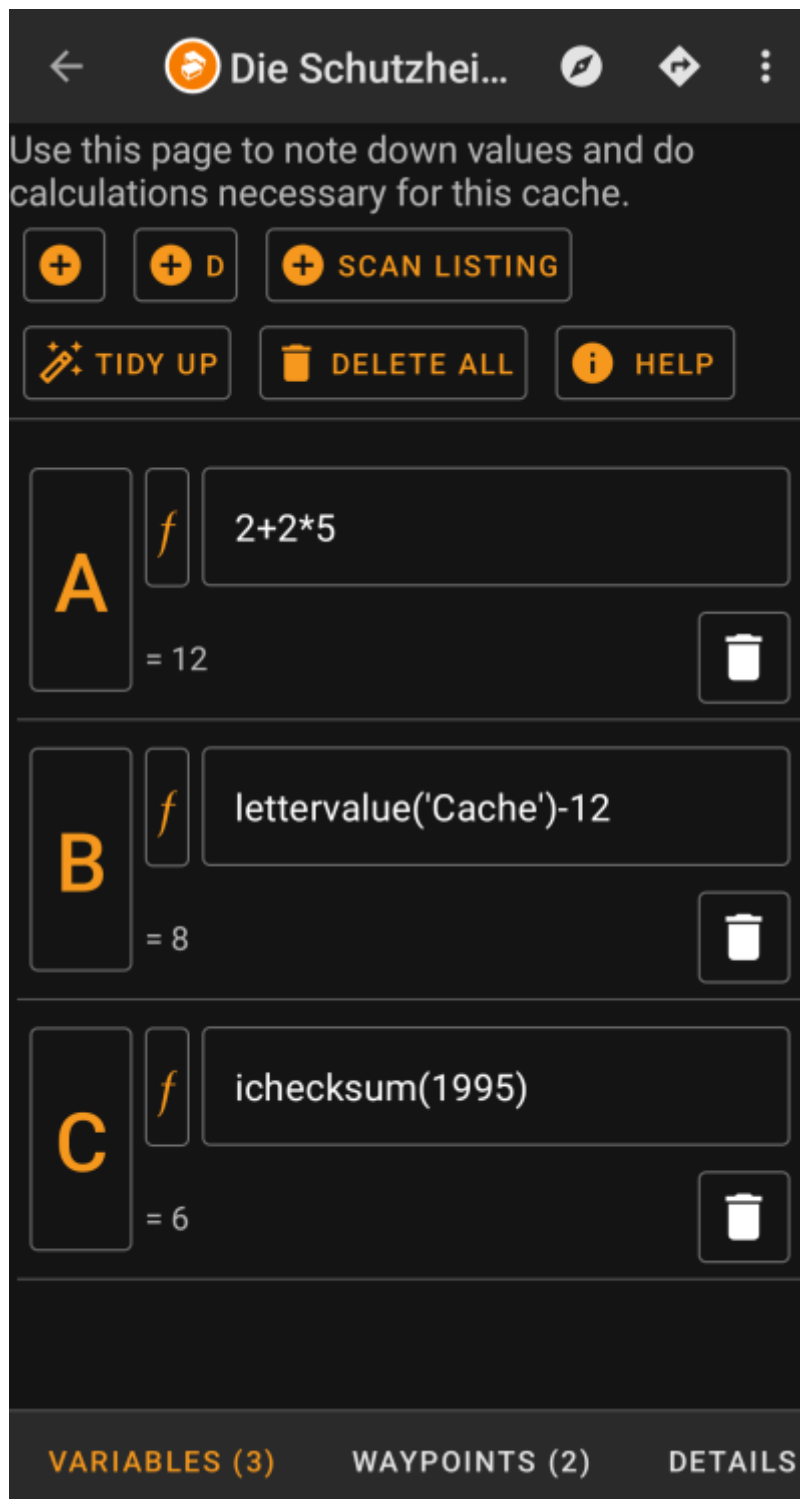 Die Schutzhei...
Use this page to note down values and do
calculations necessary for this cache.
D
SCAN LISTING
TIDY UP
DELETE ALL
HELP
A
f
2+2*5
= 12
B
f
lettervalue('Cache')-12
= 8
C
f
ichecksum(1995)
= 6
VARIABLES (3)
WAYPOINTS (2)
DETAILS